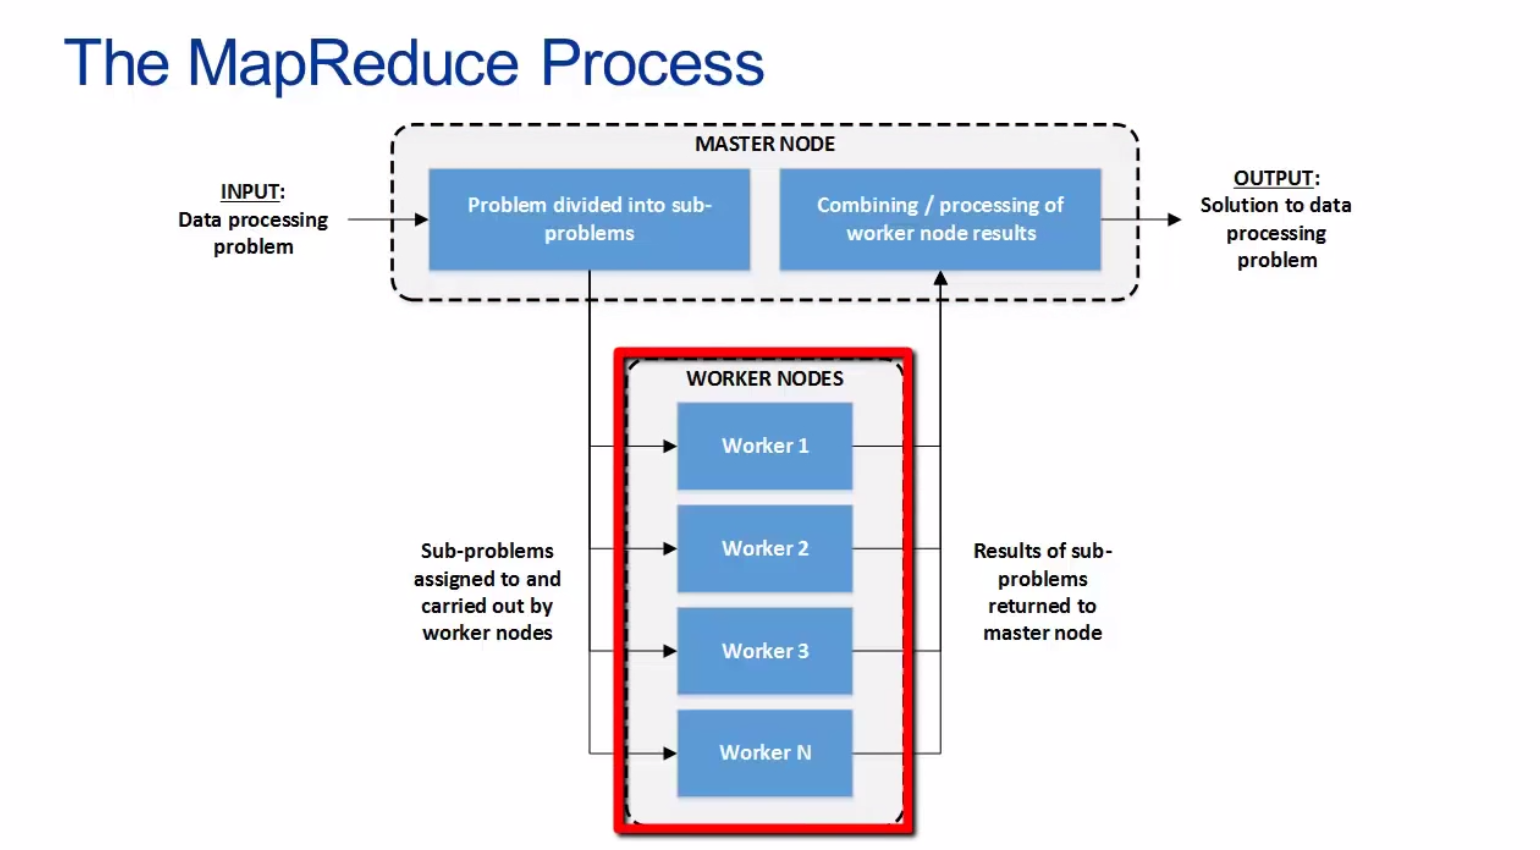 The MapReduce Process
MASTER NODE
INPUT:
Data processing
problem
Problem divided into sub-
problems
Combining / processing of
worker node results
OUTPUT:
Solution to data
processing
problem
WORKER NODES
Worker 1
Worker 2
Worker 3
Worker N
Sub-problems
assigned to and
carried out by
worker nodes
Results of sub-
problems
returned to
master node